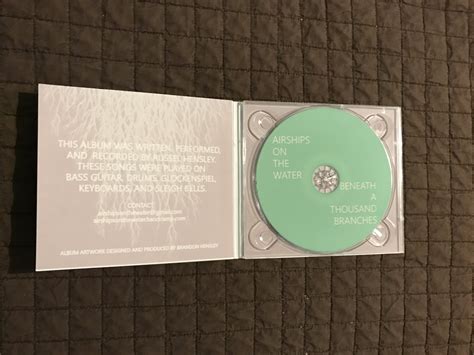 THIS ALBUM WAS WRITTEN, PERFORMED,
AND RECORDED BY RUSSEL HENSLEY.
THESE SONGS WERE PLAYED ON
BASS GUITAR, DRUMS, GLOCKENSPIEL,
KEYBOARDS, AND SLEIGH BELLS.
CONTACT
ALBUM ARTWORK DESIGNED AND PRODUCED BY BRANDON HENSLEY
AIRSHIPS
ON
THE
WATER
BENEATH
A
THOUSAND
BRANCHES